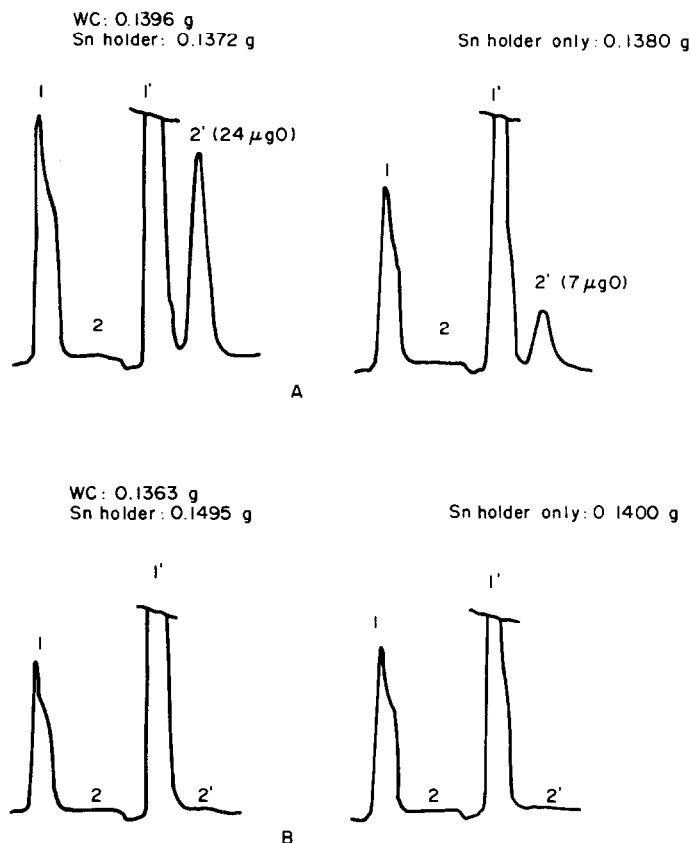 WC: 0.1396 g
Sn holder: 0.1372 g
Sn holder only: 0.1380 g
1
1'
2' (24 μgO)
2
1
1'
2' (7 μgO)
2
A
WC: 0.1363 g
Sn holder: 0.1495 g
Sn holder only: 0 1400 g
1
1'
2
2'
1
1'
2
2'
B